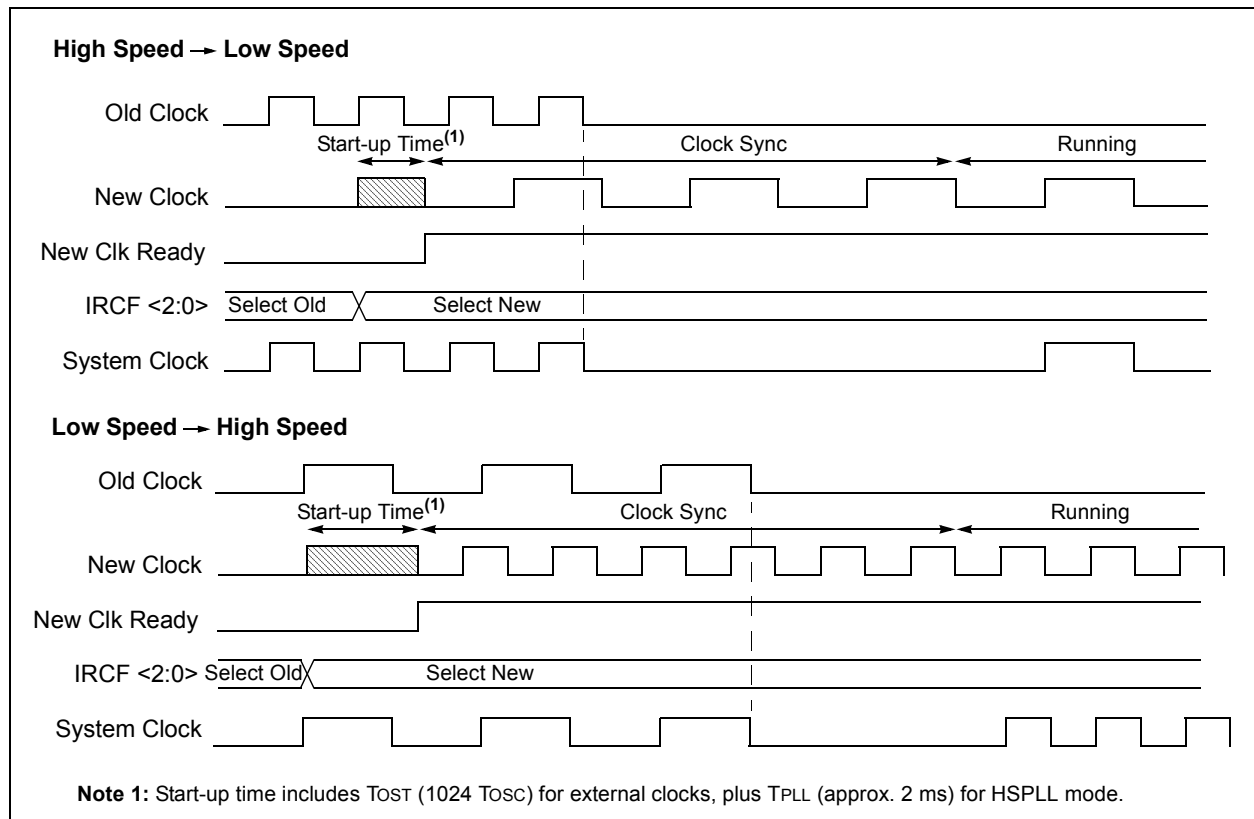 High Speed → Low Speed
Old Clock
Start-up Time(1) Clock Sync Running
New Clock
New Clk Ready
IRCF <2:0> Select Old Select New
System Clock
Low Speed → High Speed
Old Clock
Start-up Time(1) Clock Sync Running
New Clock
New Clk Ready
IRCF <2:0> Select Old Select New
System Clock
Note 1: Start-up time includes TOST (1024 TOSC) for external clocks, plus TPLL (approx. 2 ms) for HSPLL mode.